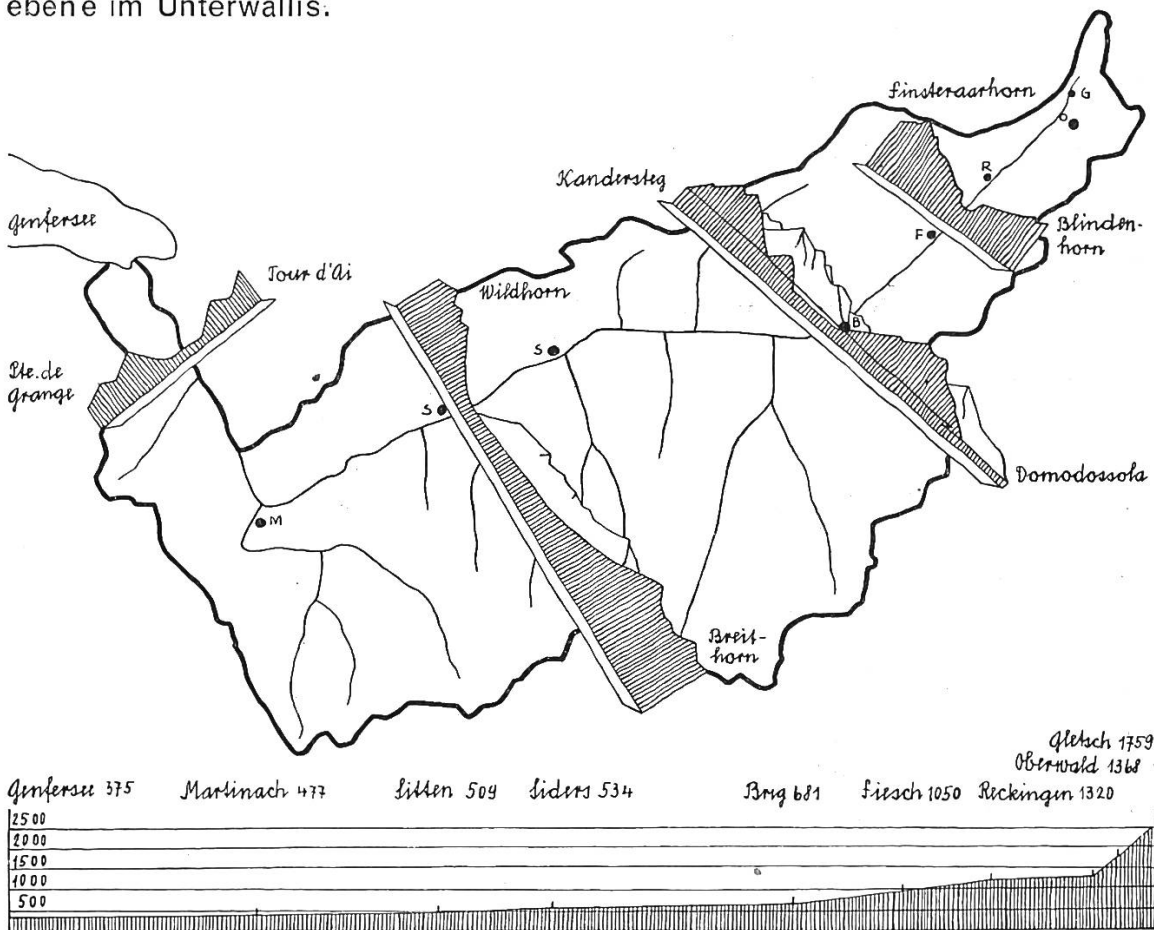 ebene im Unterwallis.
Finsteraarhorn
G
O
Kandersteg
R
Genfersee
F
Blinden-
horn
Tour d'Ai
Wildhorn
B
S
Pte. de
Grange
S
Domodossola
M
Breit-
horn
Gletsch 1759
Oberwald 1368
Genfersee 375 Martinach 477 Sitten 509 Siders 534 Brig 681 Fiesch 1050 Reckingen 1320
2500
2000
1500
1000
500